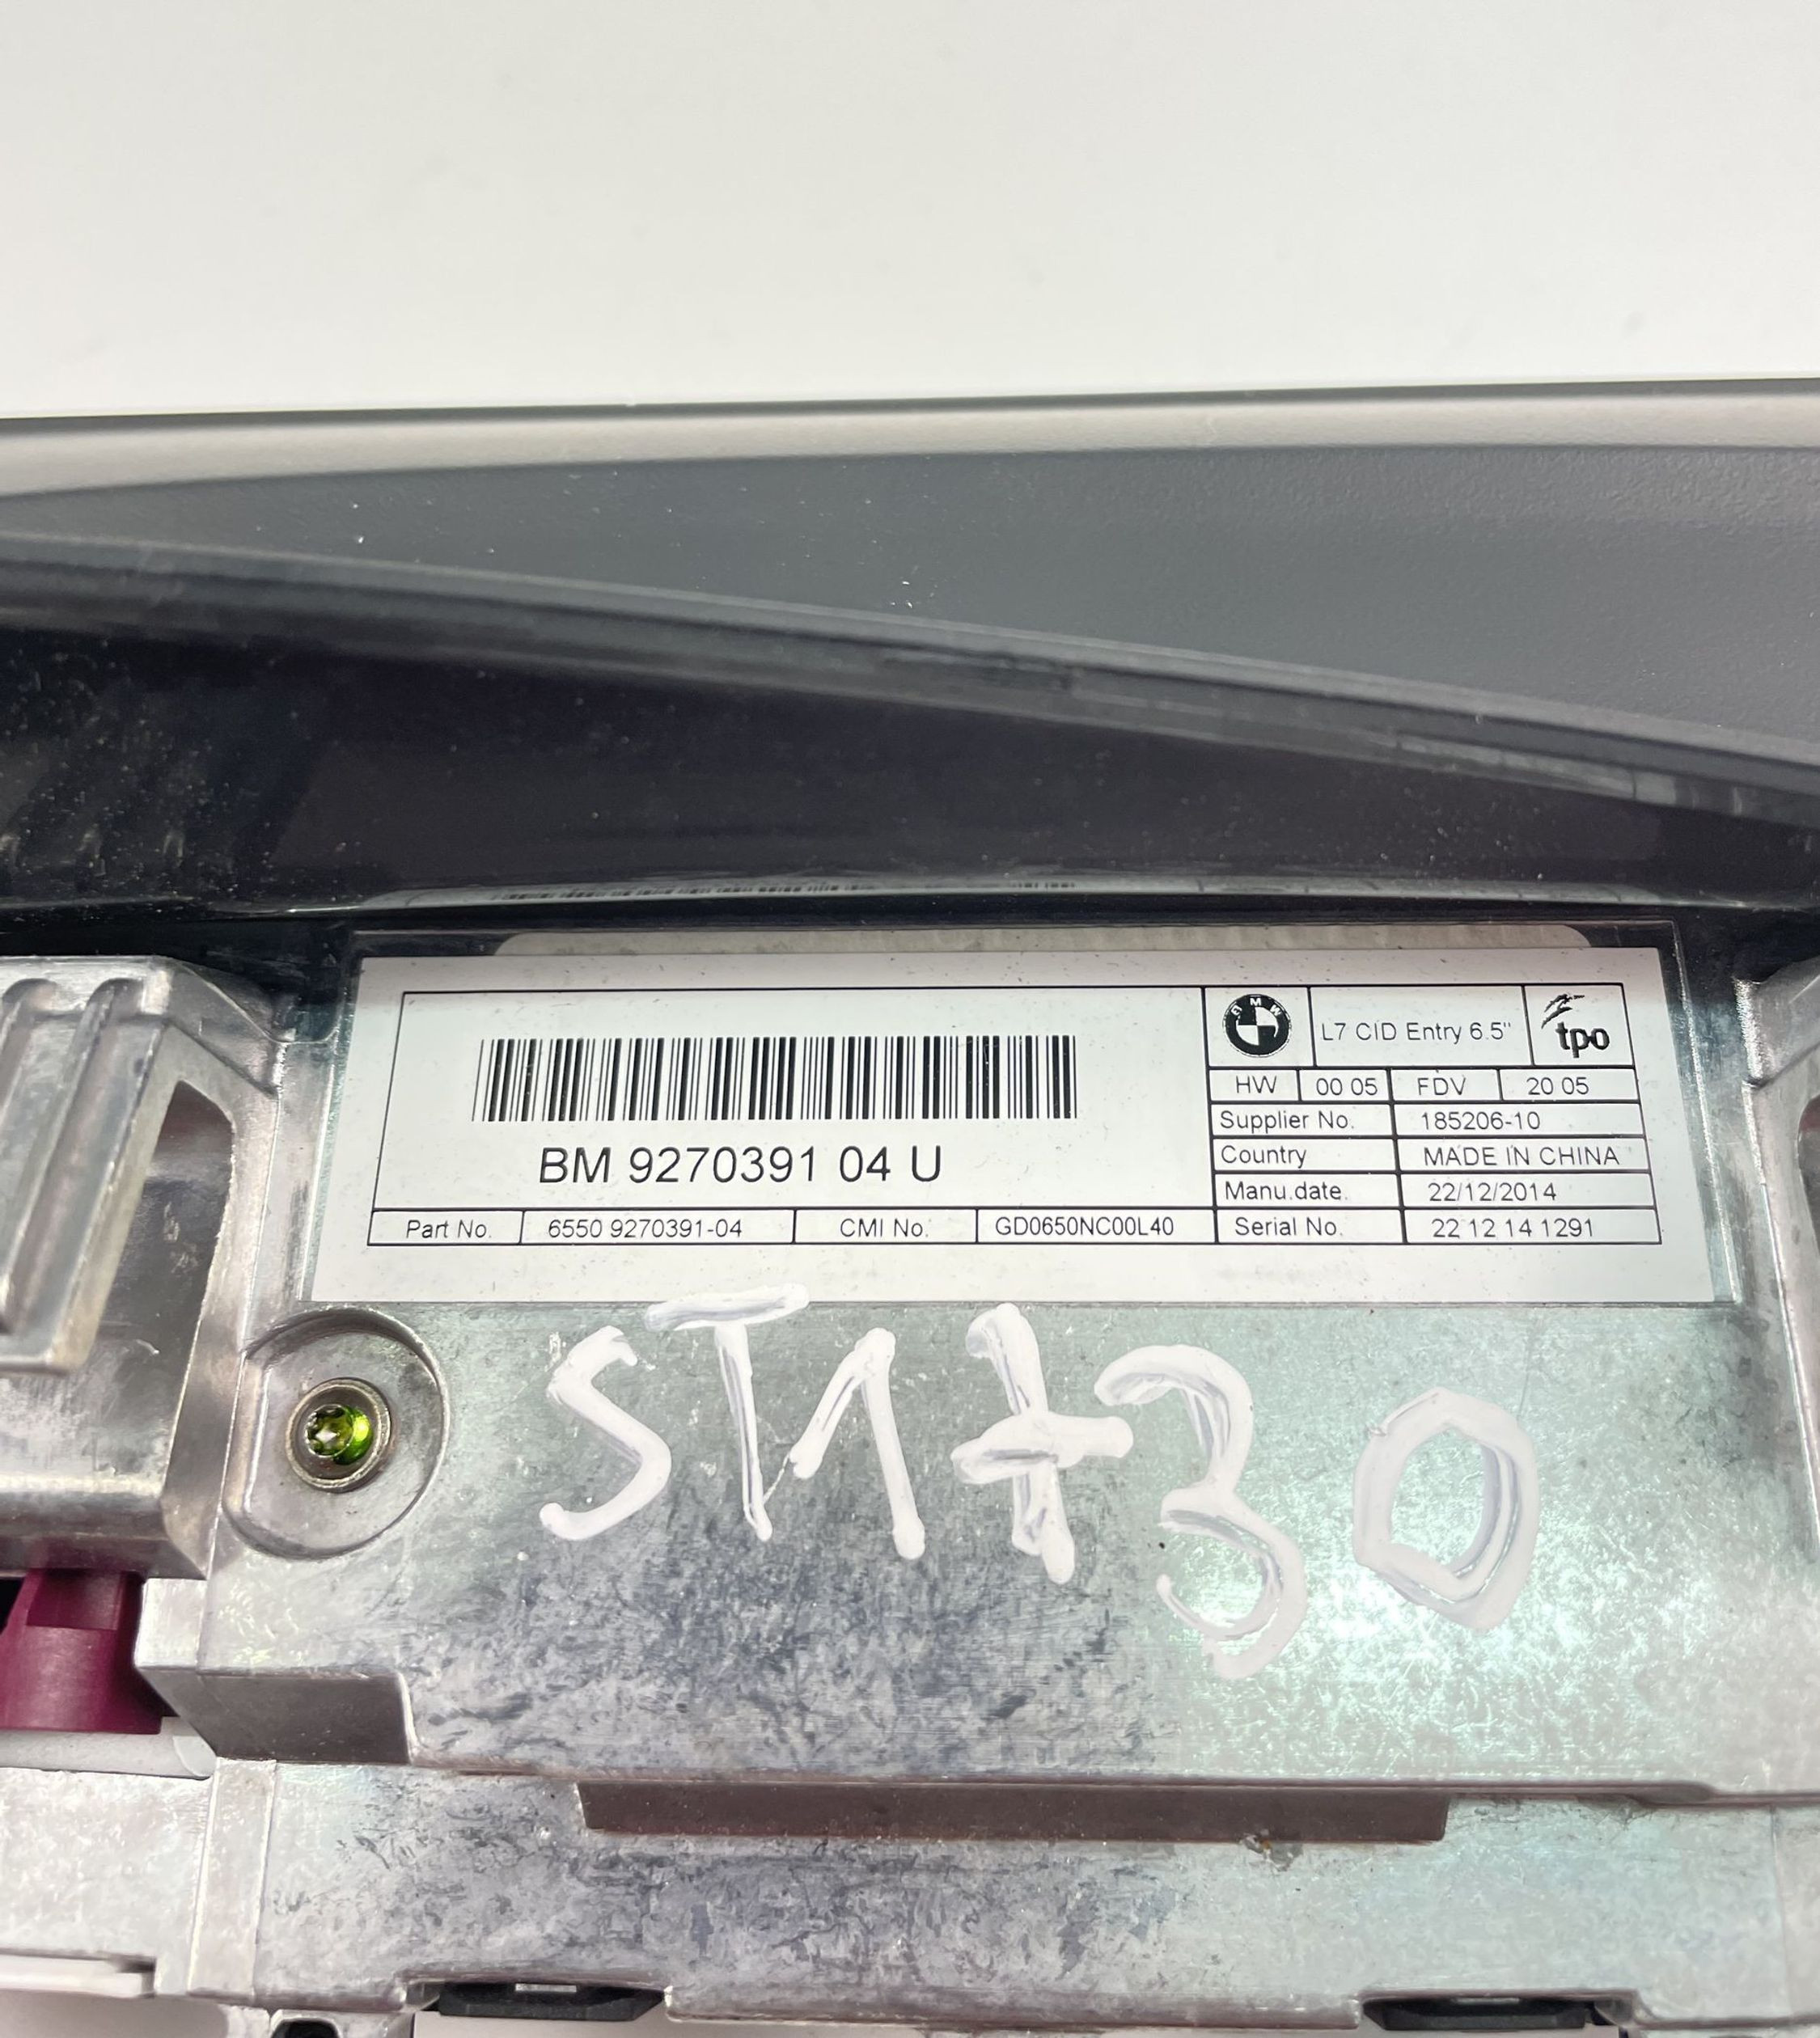 BMW
L7 CID Entry 6.5"
tpo
HW 00 05 FDV 20 05
Supplier No. 185206-10
BM 9270391 04 U
Country MADE IN CHINA
Manu.date. 22/12/2014
Part No. 6550 9270391-04 CMI No. GD0650NC00L40 Serial No. 22 12 14 1291
ST1730